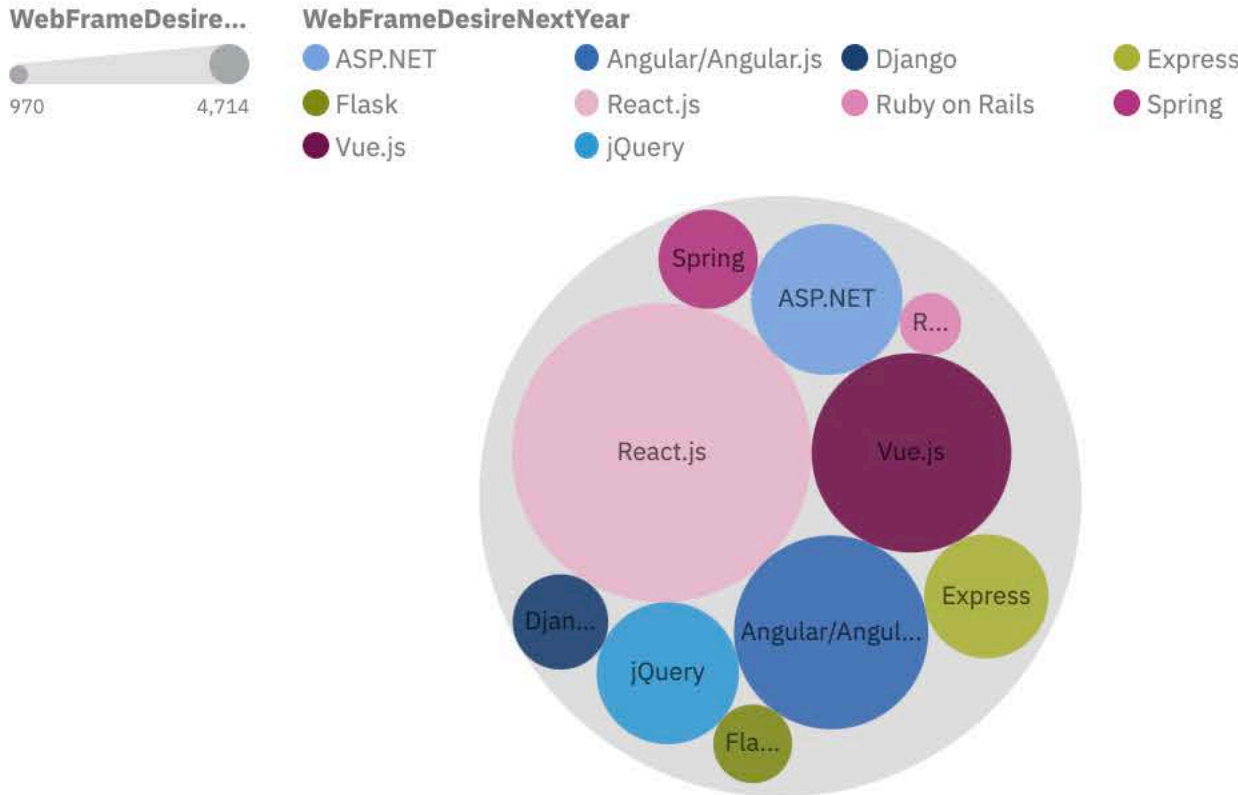 WebFrameDesire...
970 4,714
WebFrameDesireNextYear
ASP.NET Angular/Angular.js Django Express
Flask React.js Ruby on Rails Spring
Vue.js jQuery
Spring
ASP.NET
R...
React.js
Vue.js
Express
Djan...
Angular/Angul...
jQuery
Fla...